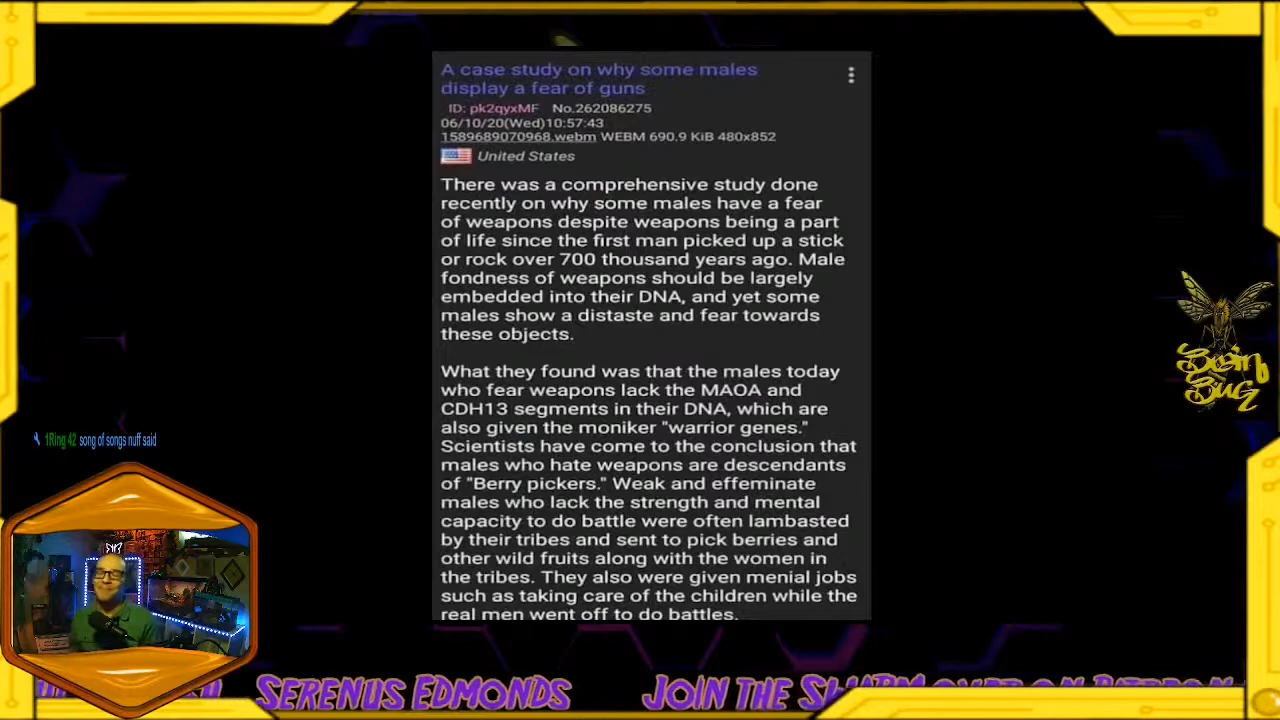 A case study on why some males
display a fear of guns
ID: pk2qyxMF No.262086275
06/10/20(Wed)10:57:43
1589689070968.webm WEBM 690.9 KiB 480x852
United States
There was a comprehensive study done
recently on why some males have a fear
of weapons despite weapons being a part
of life since the first man picked up a stick
or rock over 700 thousand years ago. Male
fondness of weapons should be largely
embedded into their DNA, and yet some
males show a distaste and fear towards
these objects.
What they found was that the males today
who fear weapons lack the MAOA and
CDH13 segments in their DNA, which are
also given the moniker "warrior genes."
Scientists have come to the conclusion that
males who hate weapons are descendants
of "Berry pickers." Weak and effeminate
males who lack the strength and mental
capacity to do battle were often lambasted
by their tribes and sent to pick berries and
other wild fruits along with the women in
the tribes. They also were given menial jobs
such as taking care of the children while the
real men went off to do battles.
1Ring 42 song of songs nuff said
Bug
SERENUS EDMONDS
JOIN THE SWARM OVER ON PATREON